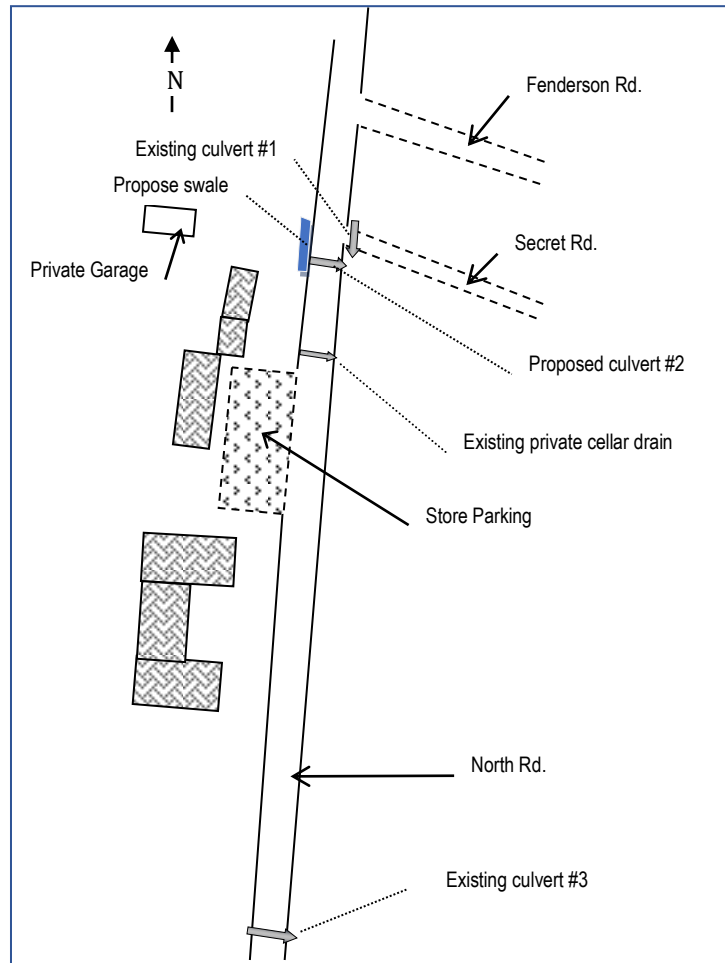 N
Fenderson Rd.
Existing culvert #1
Propose swale
Secret Rd.
Private Garage
Proposed culvert #2
Existing private cellar drain
Store Parking
North Rd.
Existing culvert #3